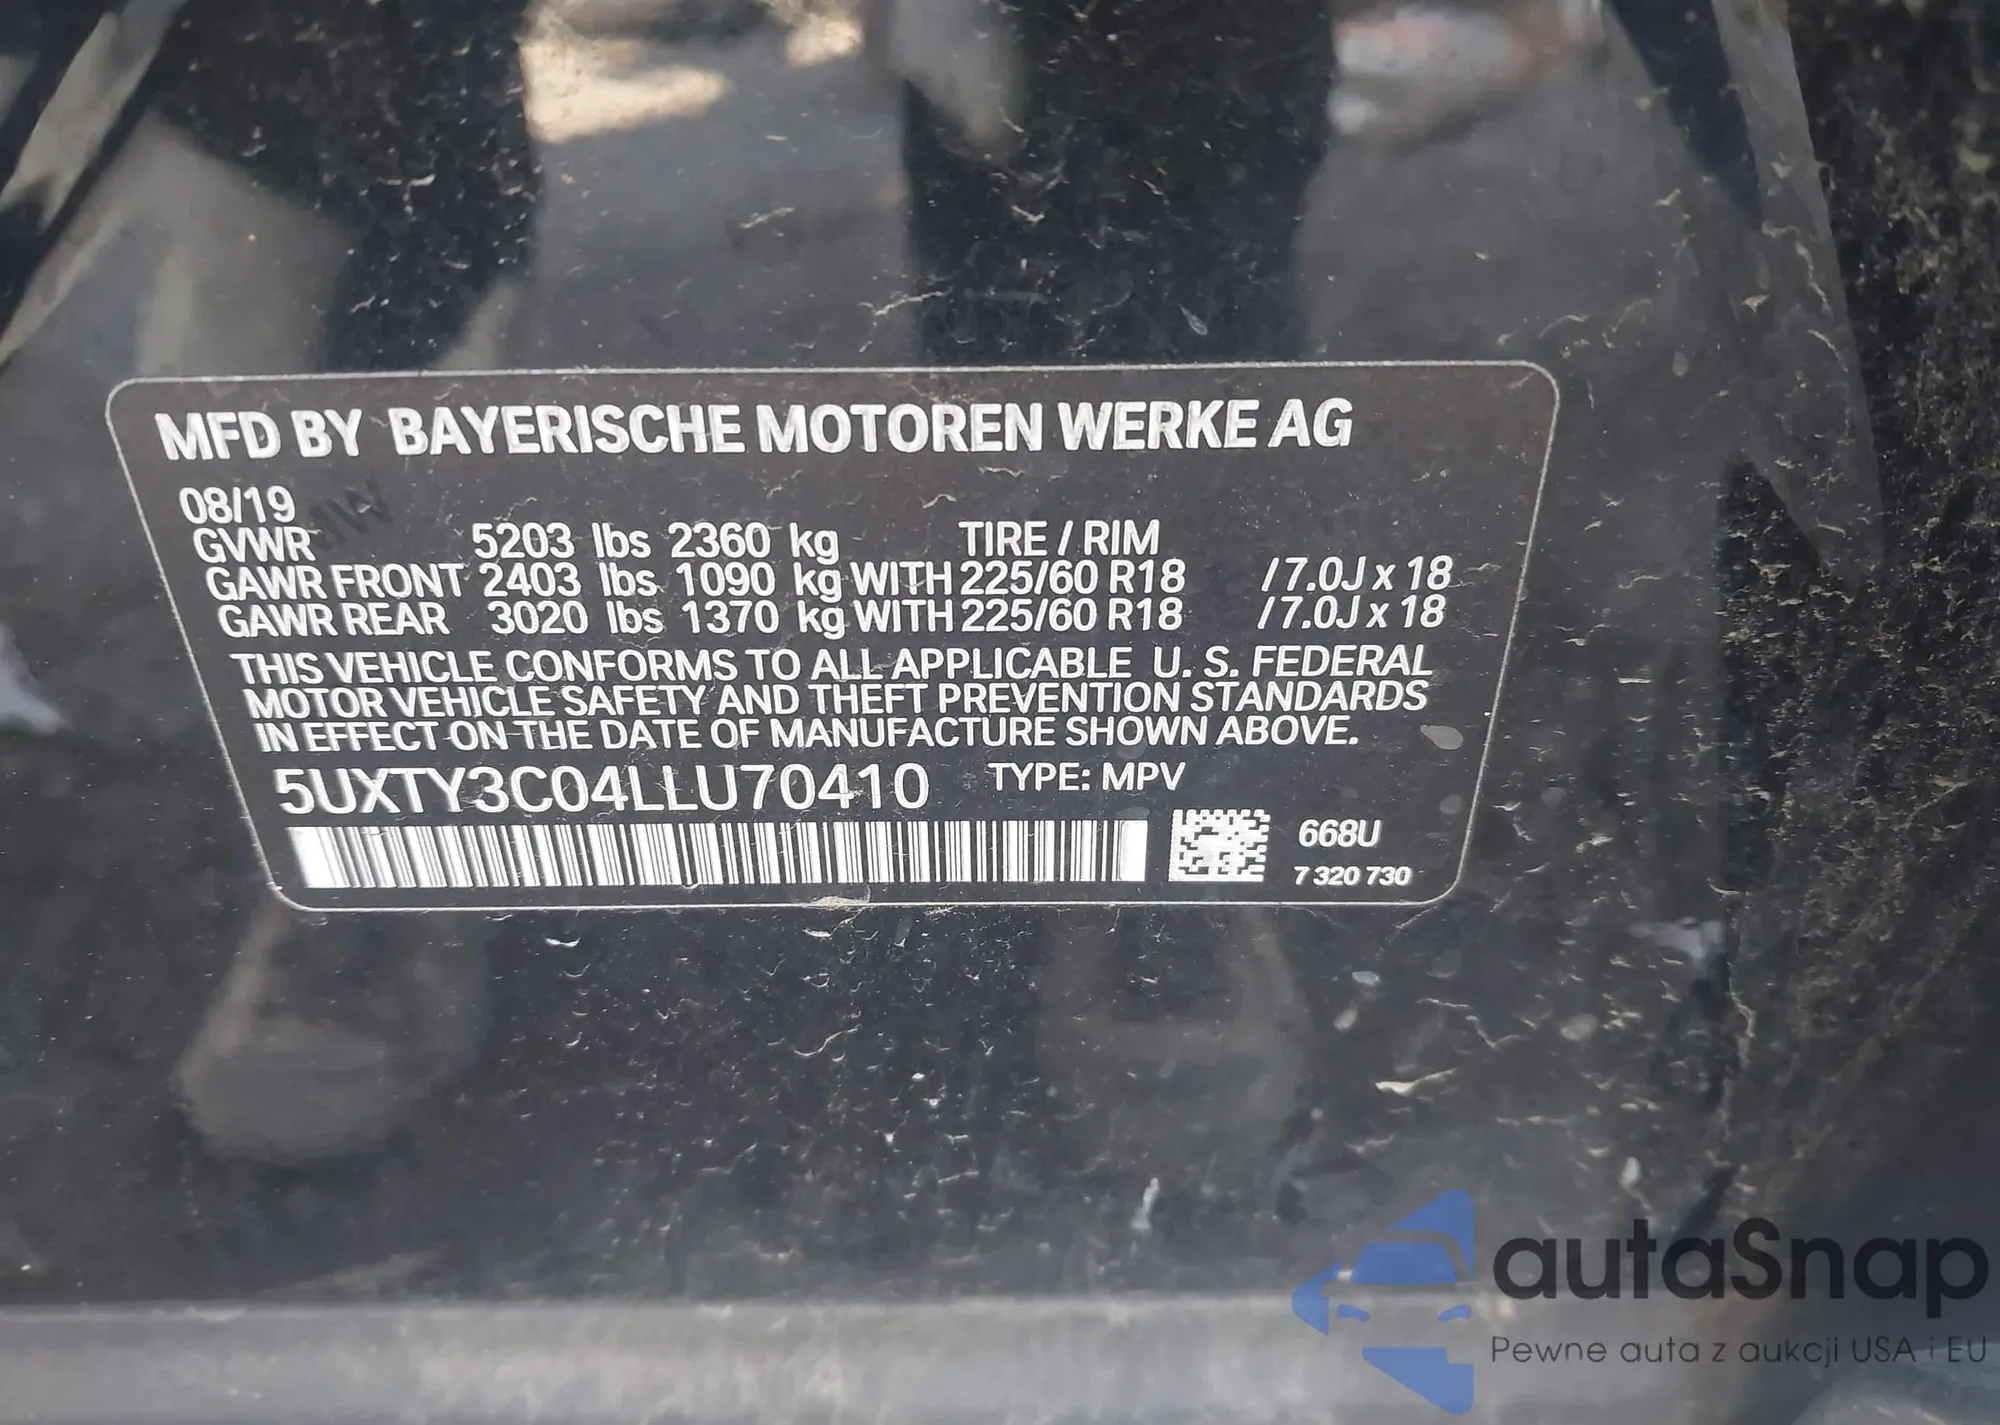 MFD BY BAYERISCHE MOTOREN WERKE AG
08/19
GVWR 5203 lbs 2360 kg TIRE / RIM
GAWR FRONT 2403 lbs 1090 kg WITH 225/60 R18 / 7.0J x 18
GAWR REAR 3020 lbs 1370 kg WITH 225/60 R18 / 7.0J x 18
THIS VEHICLE CONFORMS TO ALL APPLICABLE U. S. FEDERAL
MOTOR VEHICLE SAFETY AND THEFT PREVENTION STANDARDS
IN EFFECT ON THE DATE OF MANUFACTURE SHOWN ABOVE.
5UXTY3C04LLU70410 TYPE: MPV
668U
7 320 730
autaSnap
Pewne auta z aukcji USA i EU